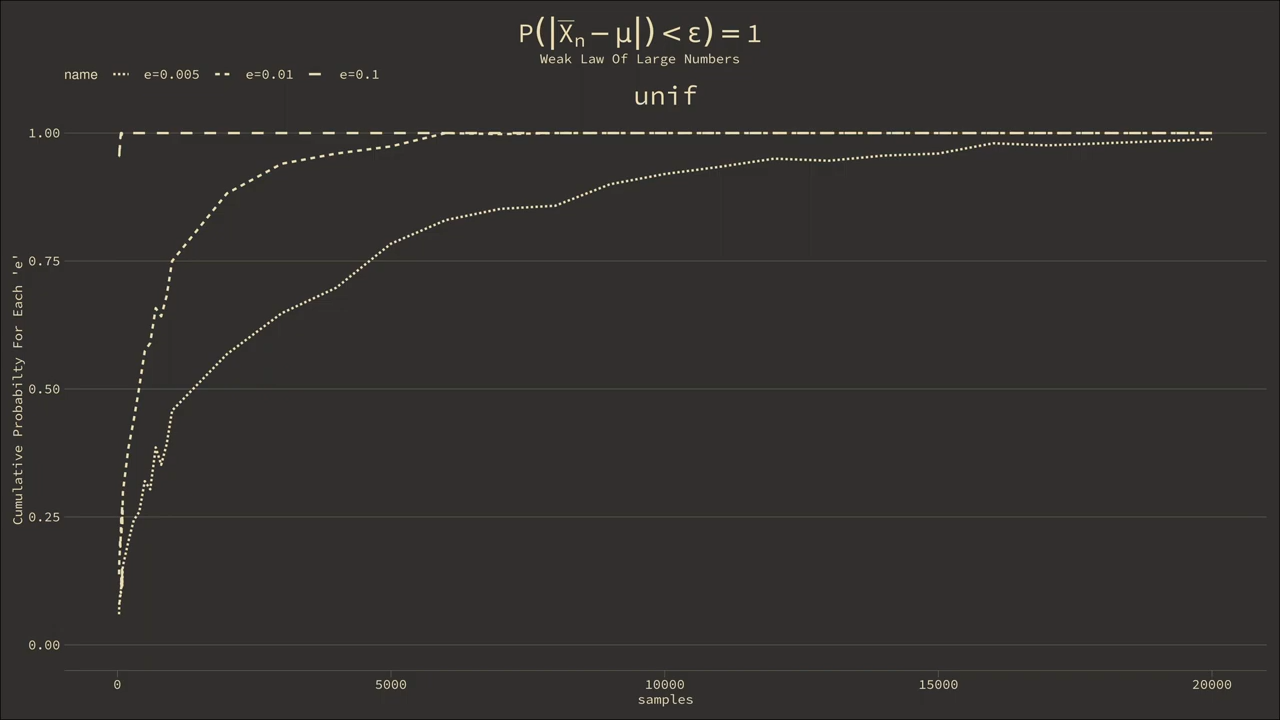 P(|X̅ₙ − μ|) < ε) = 1
Weak Law Of Large Numbers
name e=0.005 e=0.01 e=0.1
unif
1.00
0.75
0.50
0.25
0.00
Cumulative Probabilty For Each 'e'
0 5000 10000 15000 20000
samples